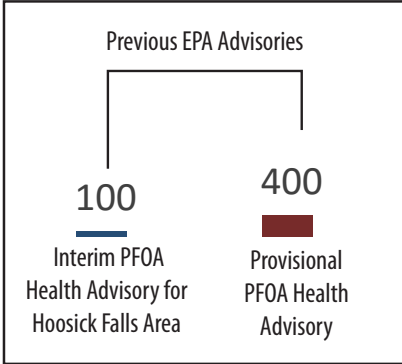 Previous EPA Advisories
100
Interim PFOA
Health Advisory for
Hoosick Falls Area
400
Provisional
PFOA Health
Advisory